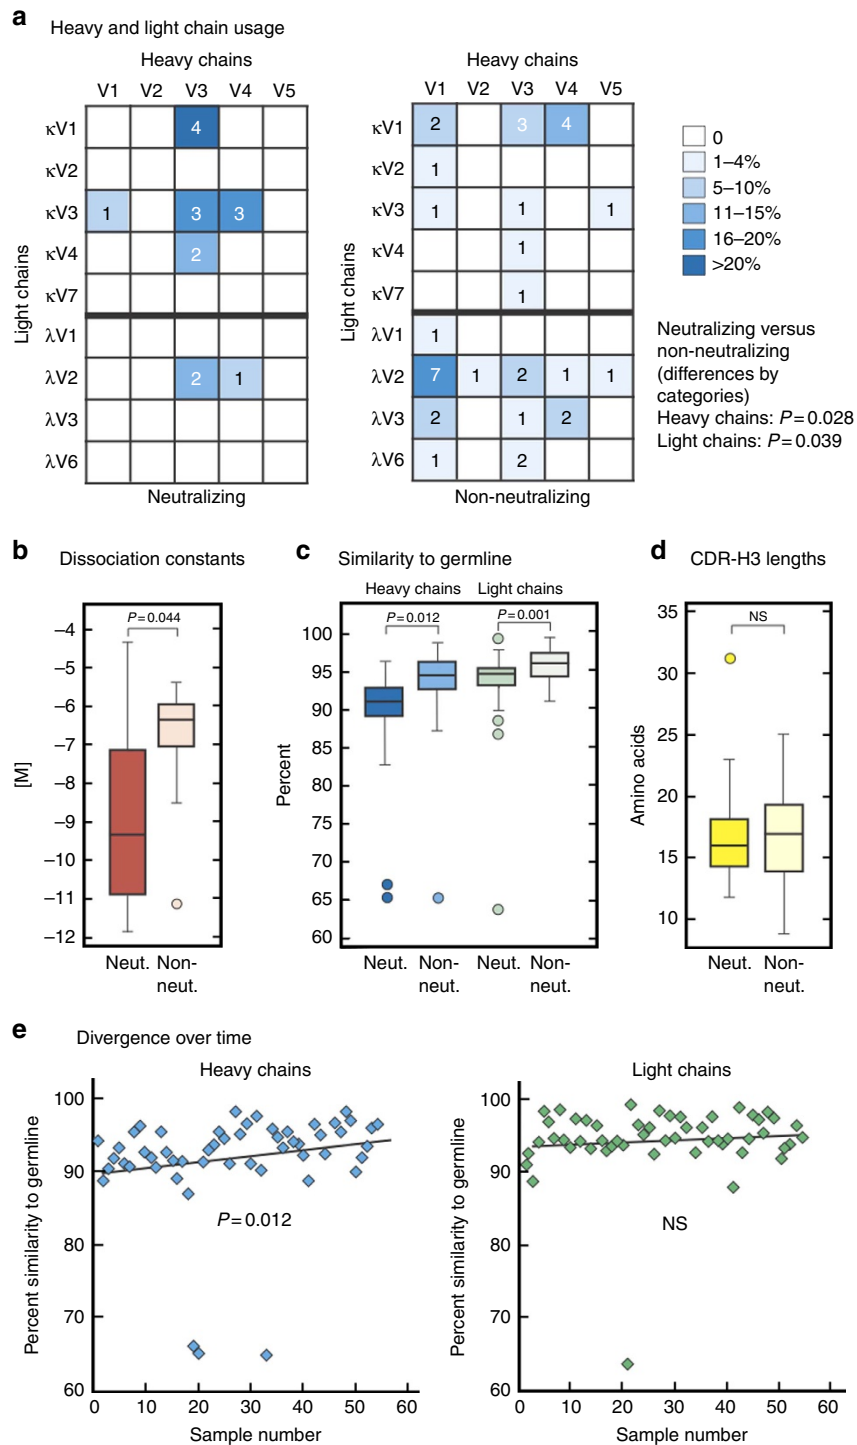 a
Heavy and light chain usage
Heavy chains
V1 V2 V3 V4 V5
Light chains
κV1 4
κV2
κV3 1 3 3
κV4 2
κV7
λV1
λV2 2 1
λV3
λV6
Neutralizing
Heavy chains
V1 V2 V3 V4 V5
Light chains
κV1 2 3 4
κV2 1
κV3 1 1 1
κV4 1
κV7 1
λV1 1
λV2 7 1 2 1 1
λV3 2 1 2
λV6 1 2
Non-neutralizing
0
1–4%
5–10%
11–15%
16–20%
>20%
Neutralizing versus
non-neutralizing
(differences by
categories)
Heavy chains: P=0.028
Light chains: P=0.039
b
Dissociation constants
P=0.044
[M]
–4
–5
–6
–7
–8
–9
–10
–11
–12
Neut. Non-
neut.
c
Similarity to germline
Heavy chains Light chains
P=0.012 P=0.001
Percent
100
95
90
85
80
75
70
65
60
Neut. Non- Neut. Non-
neut. neut.
d
CDR-H3 lengths
NS
Amino acids
35
30
25
20
15
10
Neut. Non-
neut.
e
Divergence over time
Heavy chains
Percent similarity to germline
100
90
80
70
60
P=0.012
0 10 20 30 40 50 60
Sample number
Light chains
Percent similarity to germline
100
90
80
70
60
NS
0 10 20 30 40 50 60
Sample number